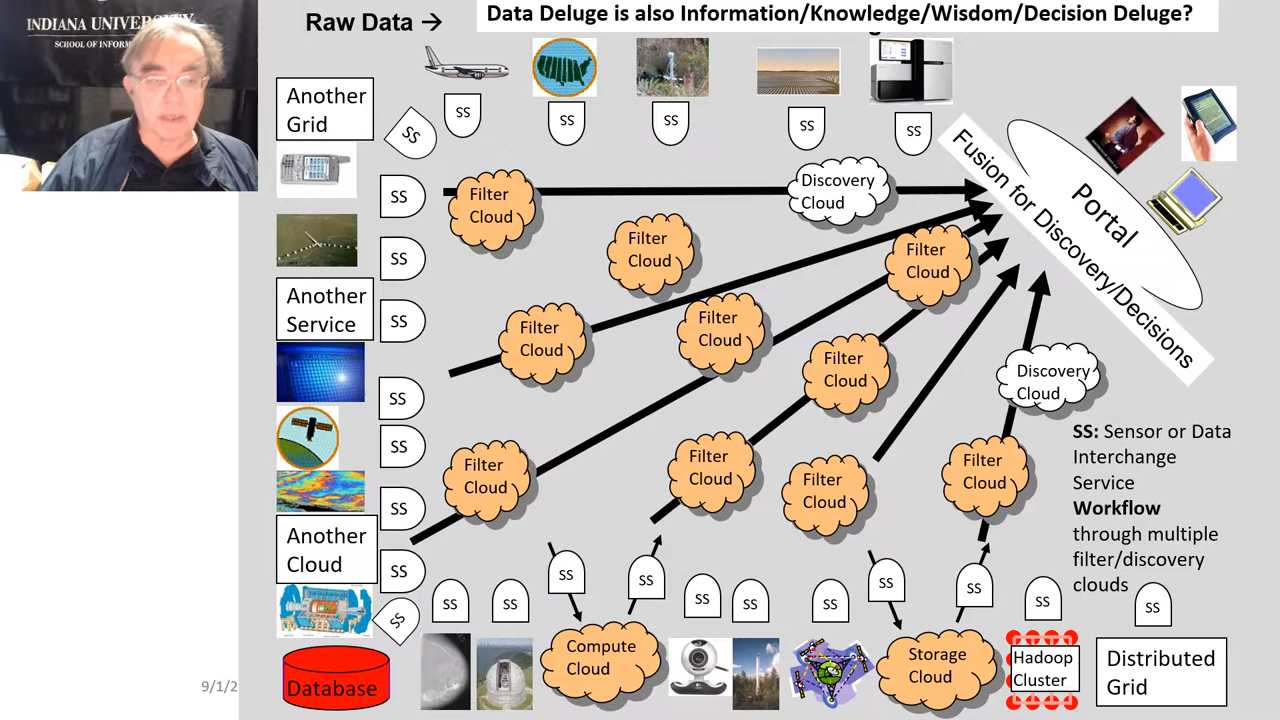 INDIANA UNIVERSITY
SCHOOL OF INFORM
Raw Data →
Data Deluge is also Information/Knowledge/Wisdom/Decision Deluge?
Another
Grid
SS
SS
SS
SS
SS
SS
SS
Filter
Cloud
Discovery
Cloud
Portal
Fusion for Discovery/Decisions
SS
Filter
Cloud
Filter
Cloud
Another
Service
SS
Filter
Cloud
Filter
Cloud
Filter
Cloud
Discovery
Cloud
SS
SS
Filter
Cloud
Filter
Cloud
Filter
Cloud
Filter
Cloud
SS: Sensor or Data
Interchange
Service
Workflow
through multiple
filter/discovery
clouds
SS
Another
Cloud
SS
SS
SS
SS
SS
SS
SS
SS
SS
SS
SS
SS
SS
SS
Database
Compute
Cloud
Storage
Cloud
Hadoop
Cluster
Distributed
Grid
9/1/2